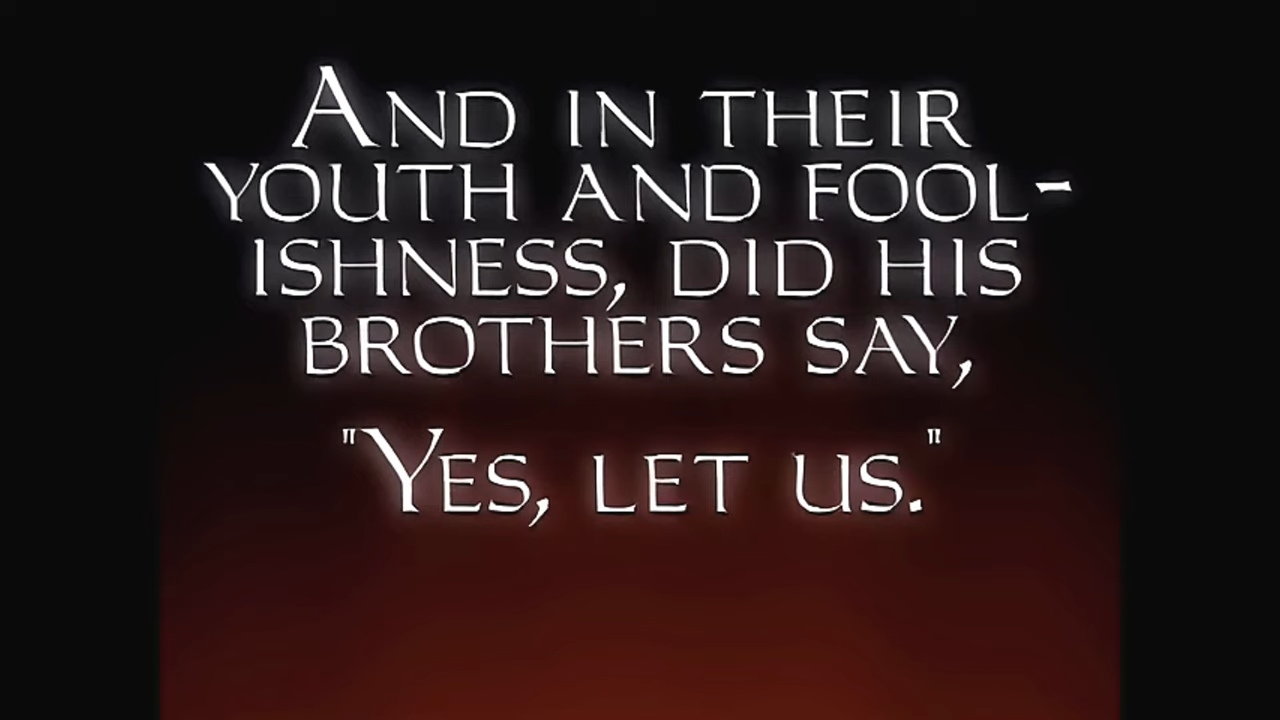 AND IN THEIR
YOUTH AND FOOL-
ISHNESS, DID HIS
BROTHERS SAY,
"YES, LET US."